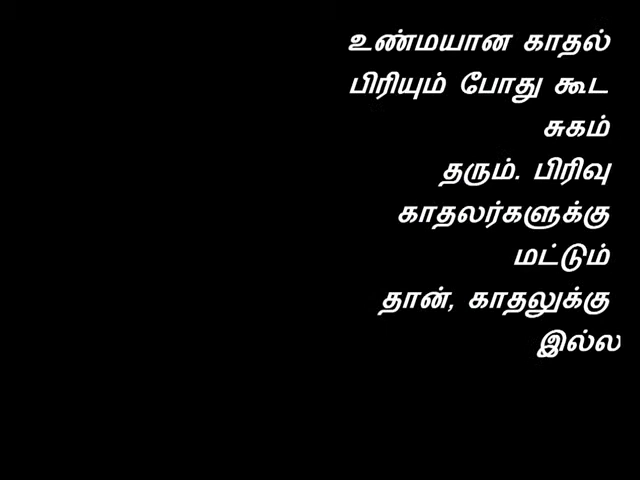 உண்மயான காதல்
பிரியும் போது கூட
சுகம்
தரும். பிரிவு
காதலர்களுக்கு
மட்டும்
தான், காதலுக்கு
இல்ல